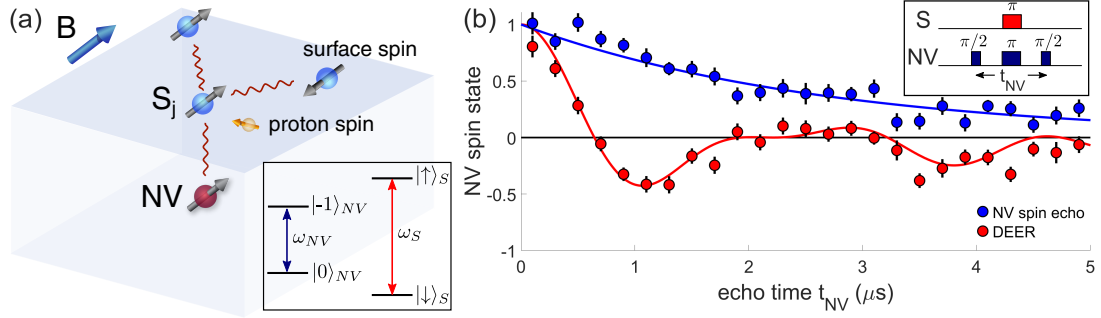 (a)
B
surface spin
S_j
proton spin
NV
|-1⟩_NV
ω_NV
|0⟩_NV
|↑⟩_S
ω_S
|↓⟩_S
(b)
NV spin state
1
0.5
0
-0.5
-1
S
π
NV
π/2 π π/2
t_NV
NV spin echo
DEER
0 1 2 3 4 5
echo time t_NV (μs)